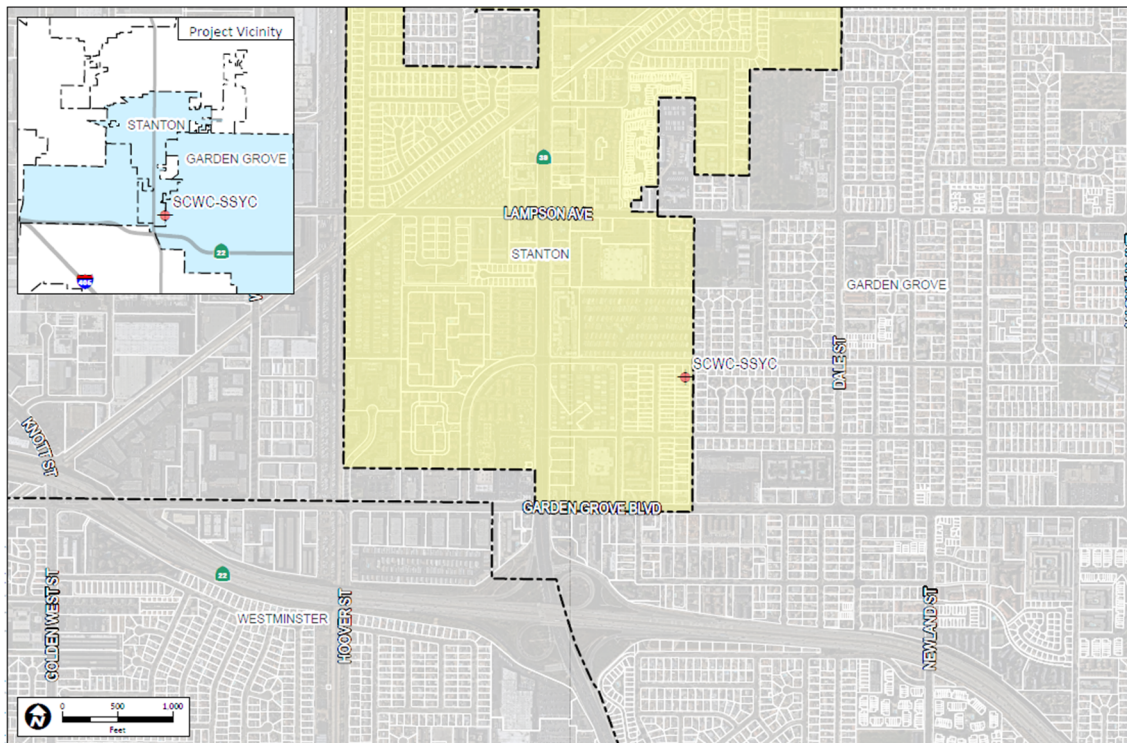 Project Vicinity
STANTON
GARDEN GROVE
SCWC-SSYC
22
405
39
LAMPSON AVE
STANTON
GARDEN GROVE
SCWC-SSYC
DALE ST
KNOTT ST
GARDEN GROVE BLVD
22
GOLDEN WEST ST
HOOVER ST
WESTMINSTER
NEWLAND ST
N
0 500 1,000
Feet